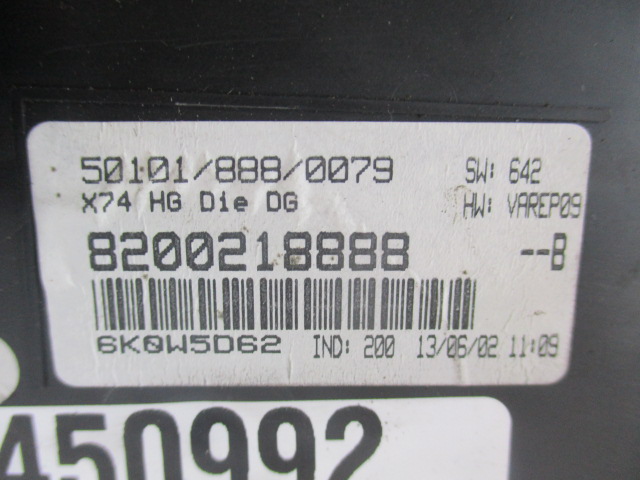 50101/888/0079 SW: 642
X74 HG Die DG HW: VAREP09
8200218888 --B
6K0W5D62 IND: 200 13/06/02 11:09
450992